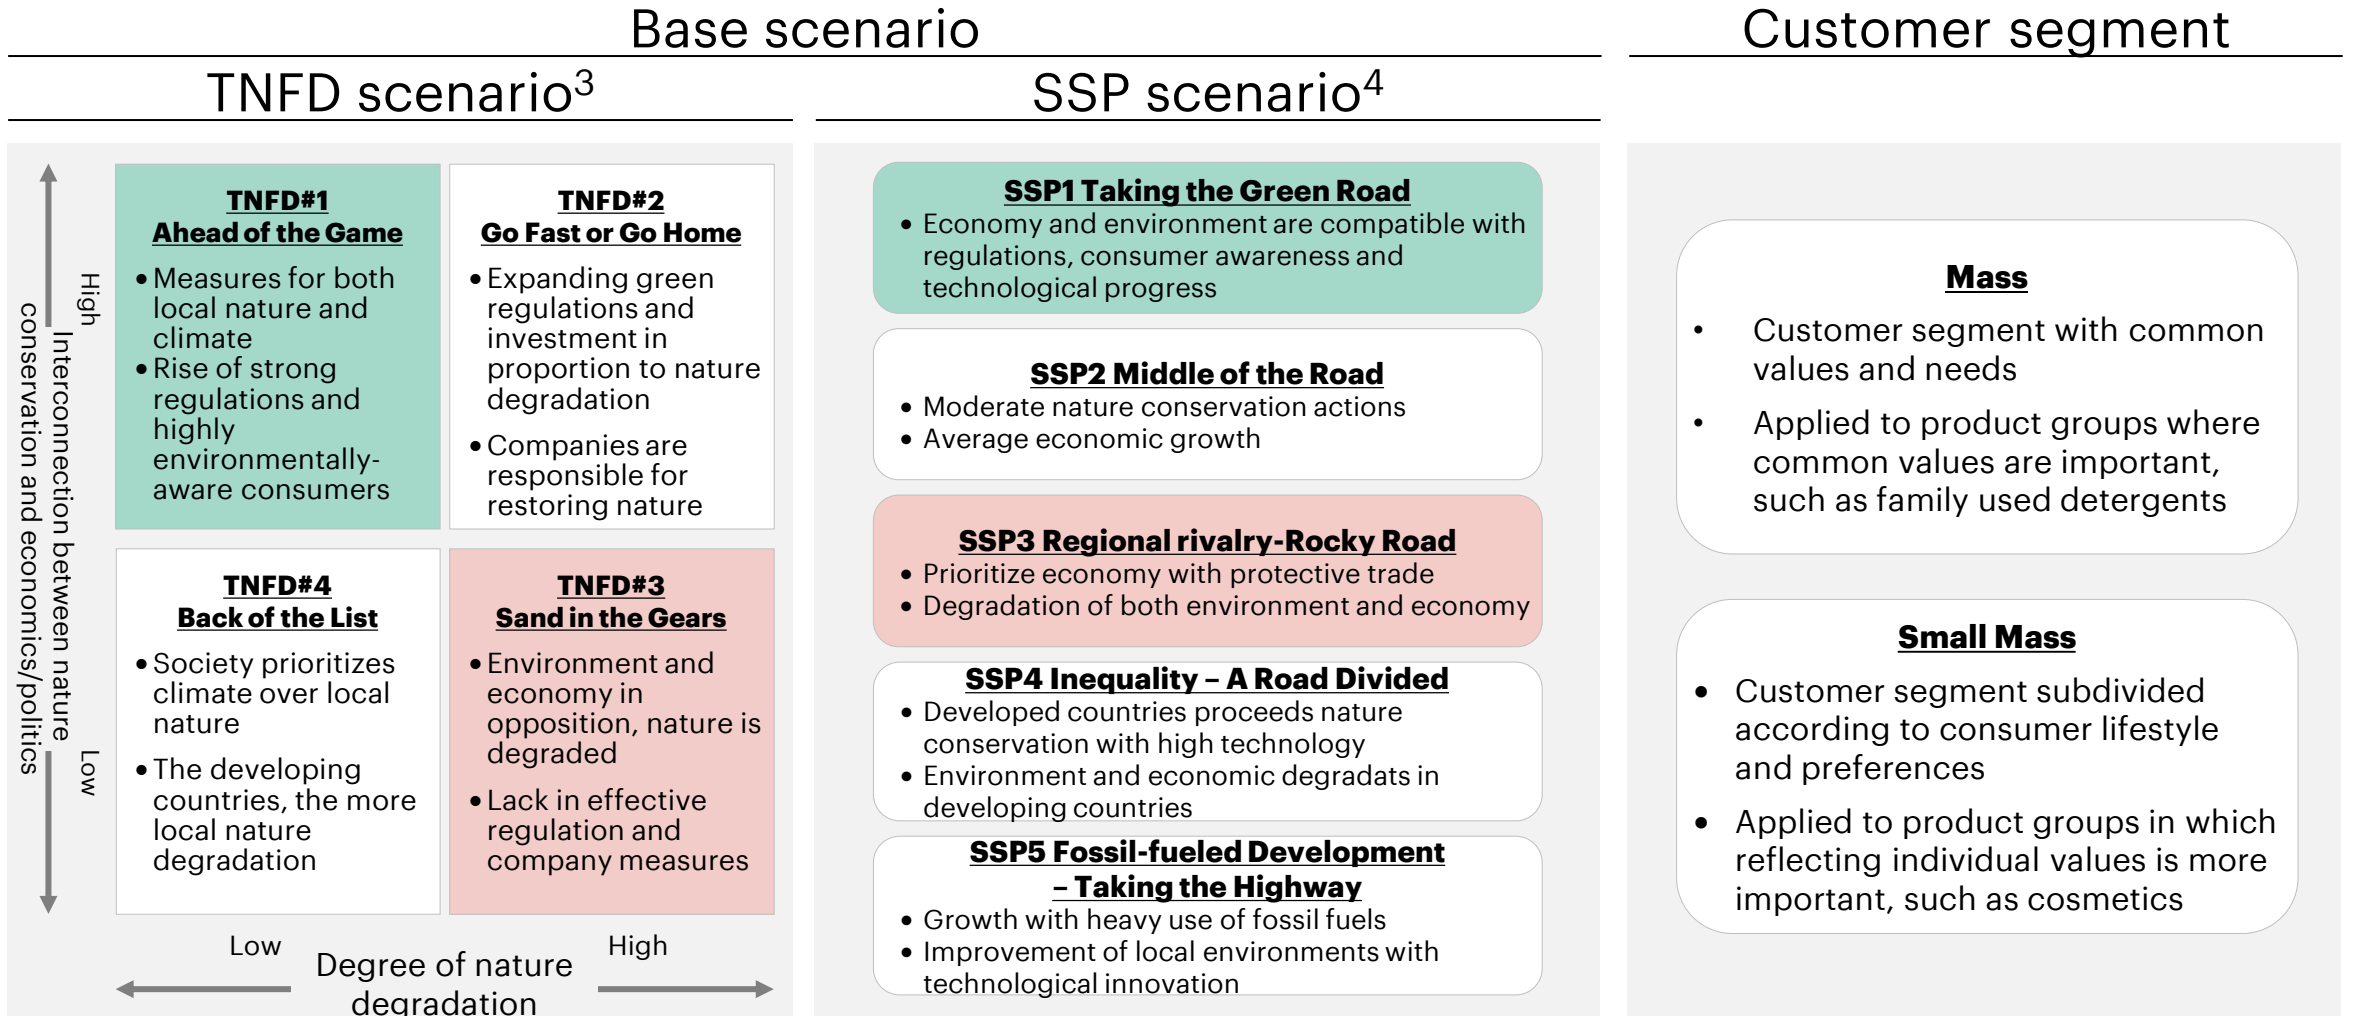 Base scenario
Customer segment
TNFD scenario3
SSP scenario4
High
Interconnection between nature
conservation and economics/politics
Low
TNFD#1
Ahead of the Game
• Measures for both
local nature and
climate
• Rise of strong
regulations and
highly
environmentally-
aware consumers
TNFD#2
Go Fast or Go Home
• Expanding green
regulations and
investment in
proportion to nature
degradation
• Companies are
responsible for
restoring nature
TNFD#4
Back of the List
• Society prioritizes
climate over local
nature
• The developing
countries, the more
local nature
degradation
TNFD#3
Sand in the Gears
• Environment and
economy in
opposition, nature is
degraded
• Lack in effective
regulation and
company measures
Low
High
Degree of nature
degradation
SSP1 Taking the Green Road
• Economy and environment are compatible with
regulations, consumer awareness and
technological progress
SSP2 Middle of the Road
• Moderate nature conservation actions
• Average economic growth
SSP3 Regional rivalry-Rocky Road
• Prioritize economy with protective trade
• Degradation of both environment and economy
SSP4 Inequality – A Road Divided
• Developed countries proceeds nature
conservation with high technology
• Environment and economic degradats in
developing countries
SSP5 Fossil-fueled Development
– Taking the Highway
• Growth with heavy use of fossil fuels
• Improvement of local environments with
technological innovation
Mass
• Customer segment with common
values and needs
• Applied to product groups where
common values are important,
such as family used detergents
Small Mass
• Customer segment subdivided
according to consumer lifestyle
and preferences
• Applied to product groups in which
reflecting individual values is more
important, such as cosmetics